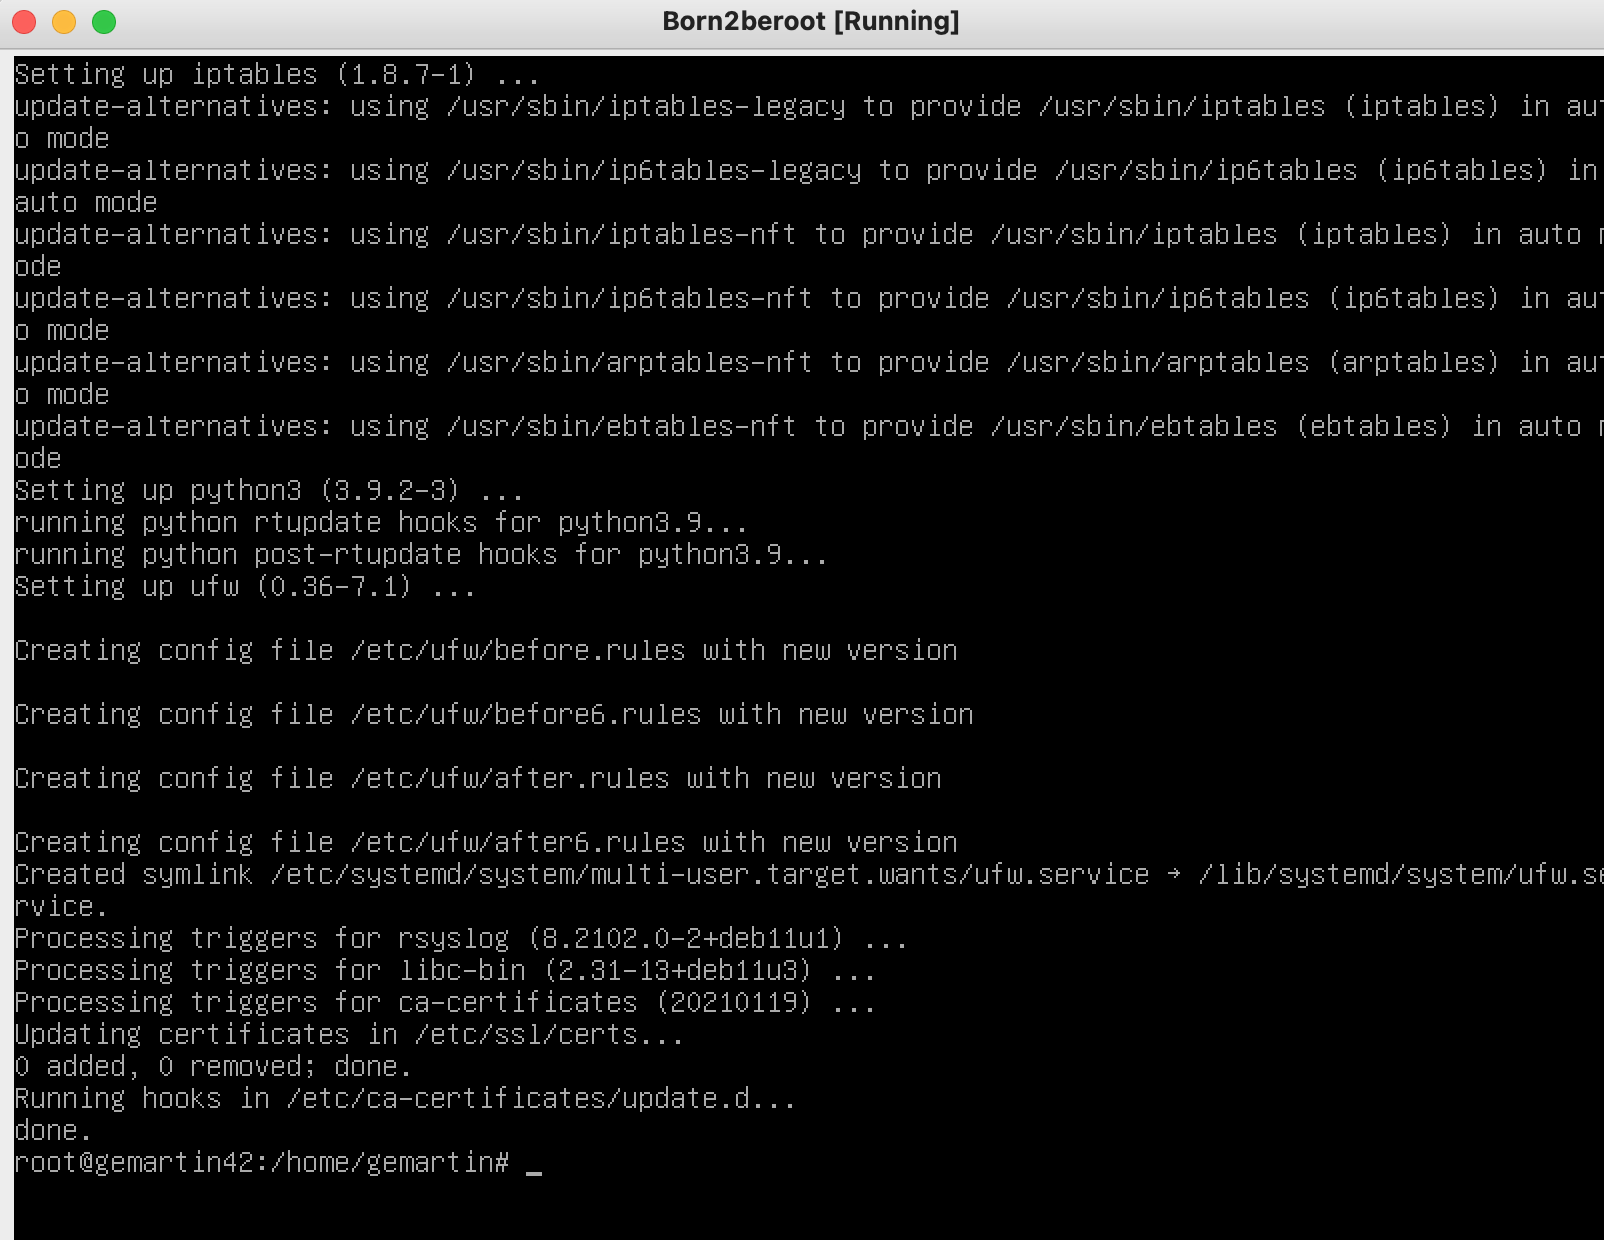 Born2beroot [Running]
Setting up iptables (1.8.7-1) ...
update-alternatives: using /usr/sbin/iptables-legacy to provide /usr/sbin/iptables (iptables) in aut
o mode
update-alternatives: using /usr/sbin/ip6tables-legacy to provide /usr/sbin/ip6tables (ip6tables) in
auto mode
update-alternatives: using /usr/sbin/iptables-nft to provide /usr/sbin/iptables (iptables) in auto m
ode
update-alternatives: using /usr/sbin/ip6tables-nft to provide /usr/sbin/ip6tables (ip6tables) in aut
o mode
update-alternatives: using /usr/sbin/arptables-nft to provide /usr/sbin/arptables (arptables) in aut
o mode
update-alternatives: using /usr/sbin/ebtables-nft to provide /usr/sbin/ebtables (ebtables) in auto m
ode
Setting up python3 (3.9.2-3) ...
running python rtupdate hooks for python3.9...
running python post-rtupdate hooks for python3.9...
Setting up ufw (0.36-7.1) ...
Creating config file /etc/ufw/before.rules with new version
Creating config file /etc/ufw/before6.rules with new version
Creating config file /etc/ufw/after.rules with new version
Creating config file /etc/ufw/after6.rules with new version
Created symlink /etc/systemd/system/multi-user.target.wants/ufw.service → /lib/systemd/system/ufw.se
rvice.
Processing triggers for rsyslog (8.2102.0-2+deb11u1) ...
Processing triggers for libc-bin (2.31-13+deb11u3) ...
Processing triggers for ca-certificates (20210119) ...
Updating certificates in /etc/ssl/certs...
0 added, 0 removed; done.
Running hooks in /etc/ca-certificates/update.d...
done.
root@gemartin42:/home/gemartin# _